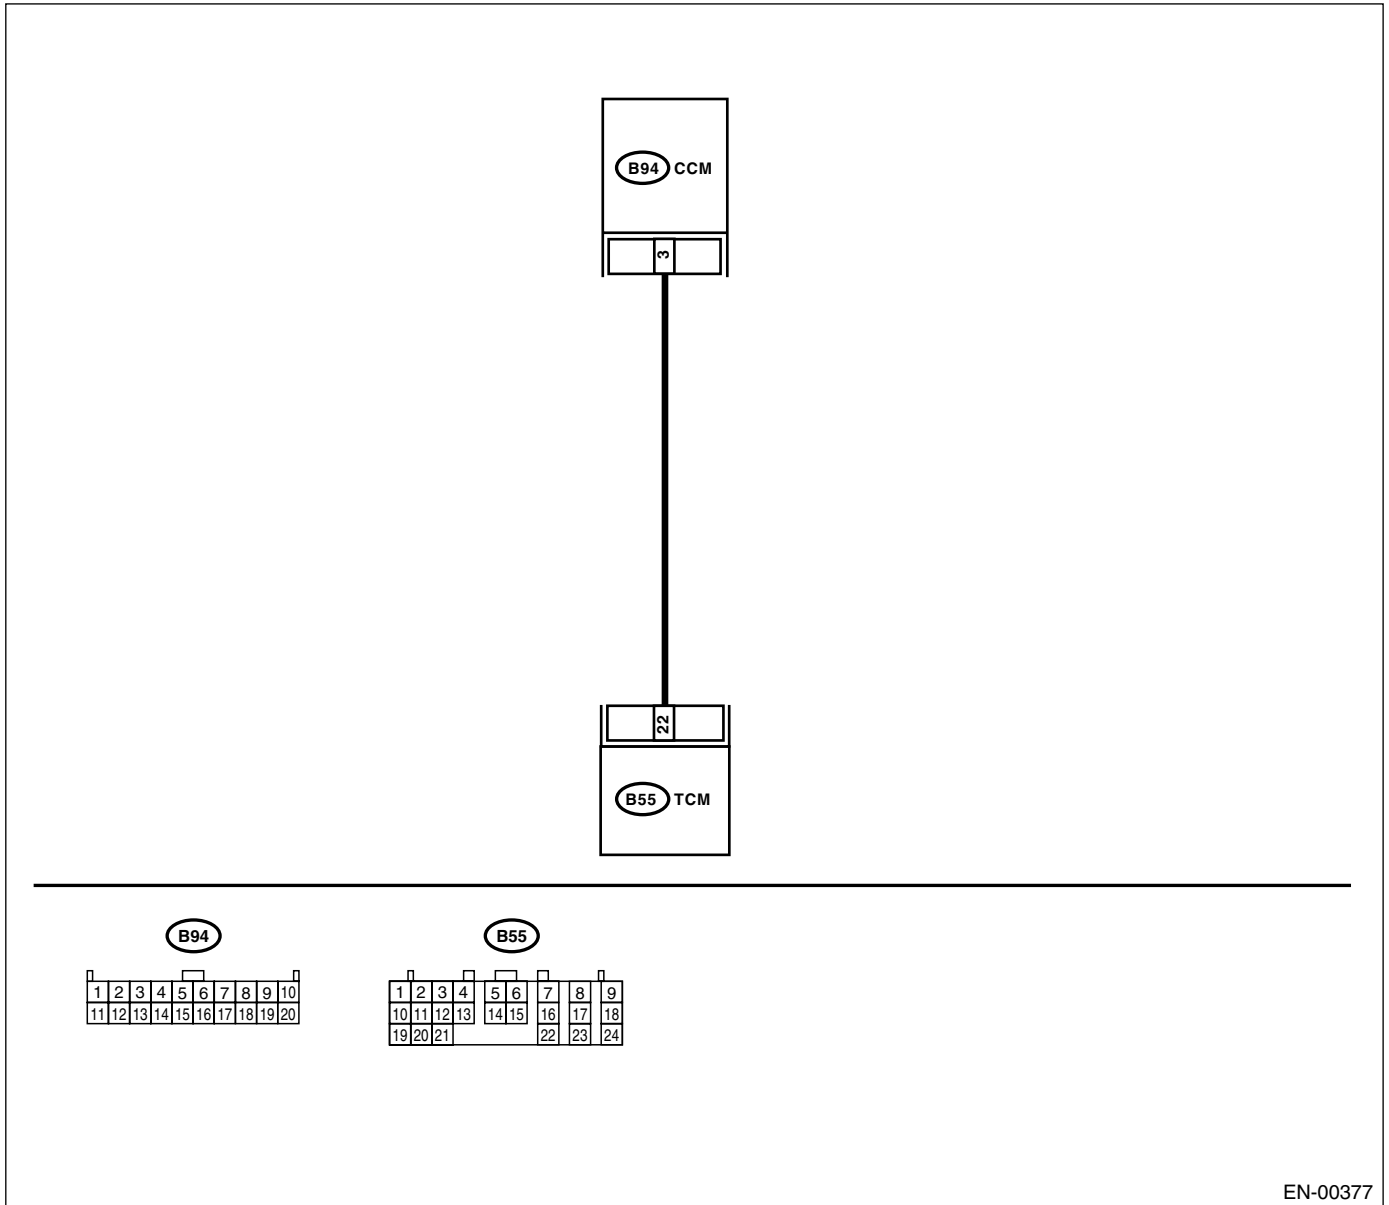 B94 CCM
3
22
B55 TCM
B94
B55
1 2 3 4 5 6 7 8 9 10
11 12 13 14 15 16 17 18 19 20
1 2 3 4 5 6 7 8 9
10 11 12 13 14 15 16 17 18
19 20 21 22 23 24
EN-00377